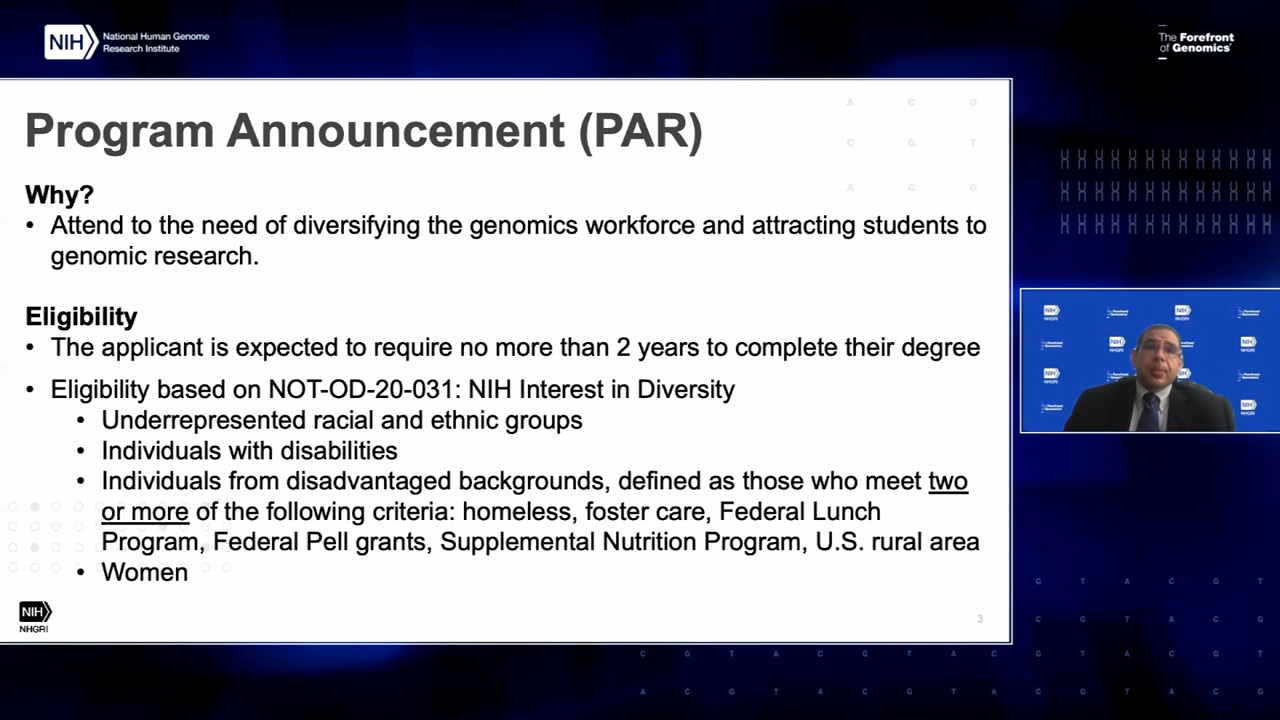 NIH
National Human Genome
Research Institute
The Forefront
of Genomics
A C G
Program Announcement (PAR)
C G T
A C G
Why?
• Attend to the need of diversifying the genomics workforce and attracting students to
genomic research.
Eligibility
• The applicant is expected to require no more than 2 years to complete their degree
• Eligibility based on NOT-OD-20-031: NIH Interest in Diversity
• Underrepresented racial and ethnic groups
• Individuals with disabilities
• Individuals from disadvantaged backgrounds, defined as those who meet two
or more of the following criteria: homeless, foster care, Federal Lunch
Program, Federal Pell grants, Supplemental Nutrition Program, U.S. rural area
• Women
NIH
NHGRI
3
G T A C G T
C G T A C G
C G T A C G T A C G T A C G T
A C G T A C G T A C G T A C G